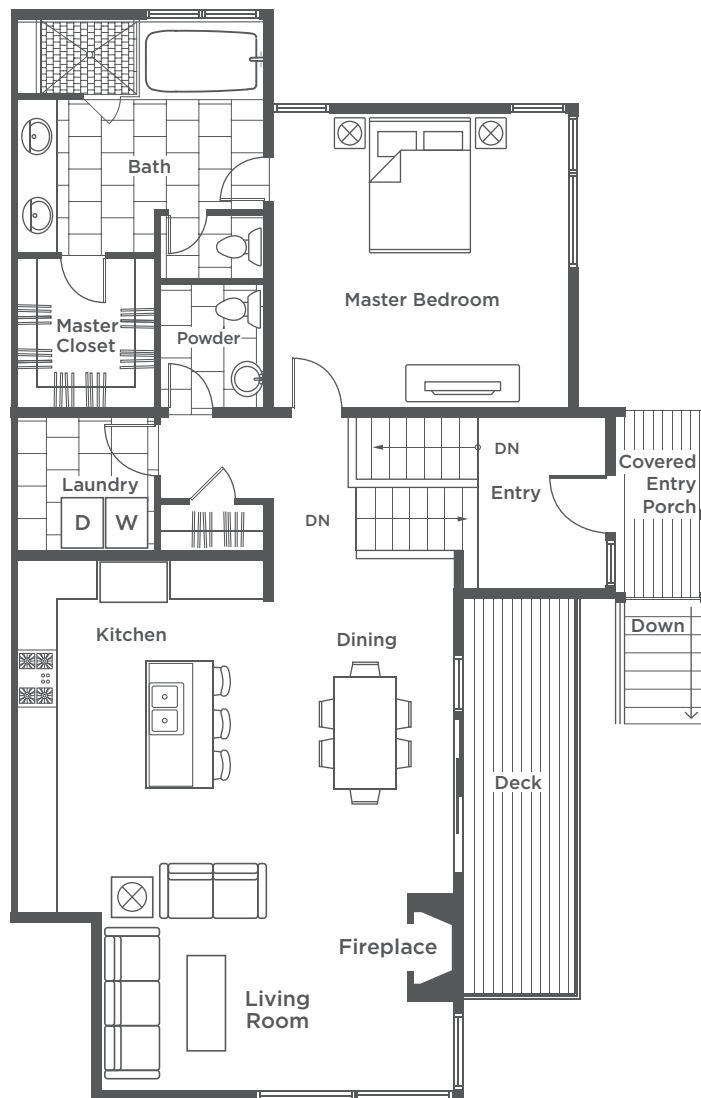 Bath
Master Bedroom
Master
Closet
Powder
DN
Covered
Entry
Porch
Laundry
Entry
D W
DN
Down
Kitchen
Dining
Deck
Fireplace
Living
Room